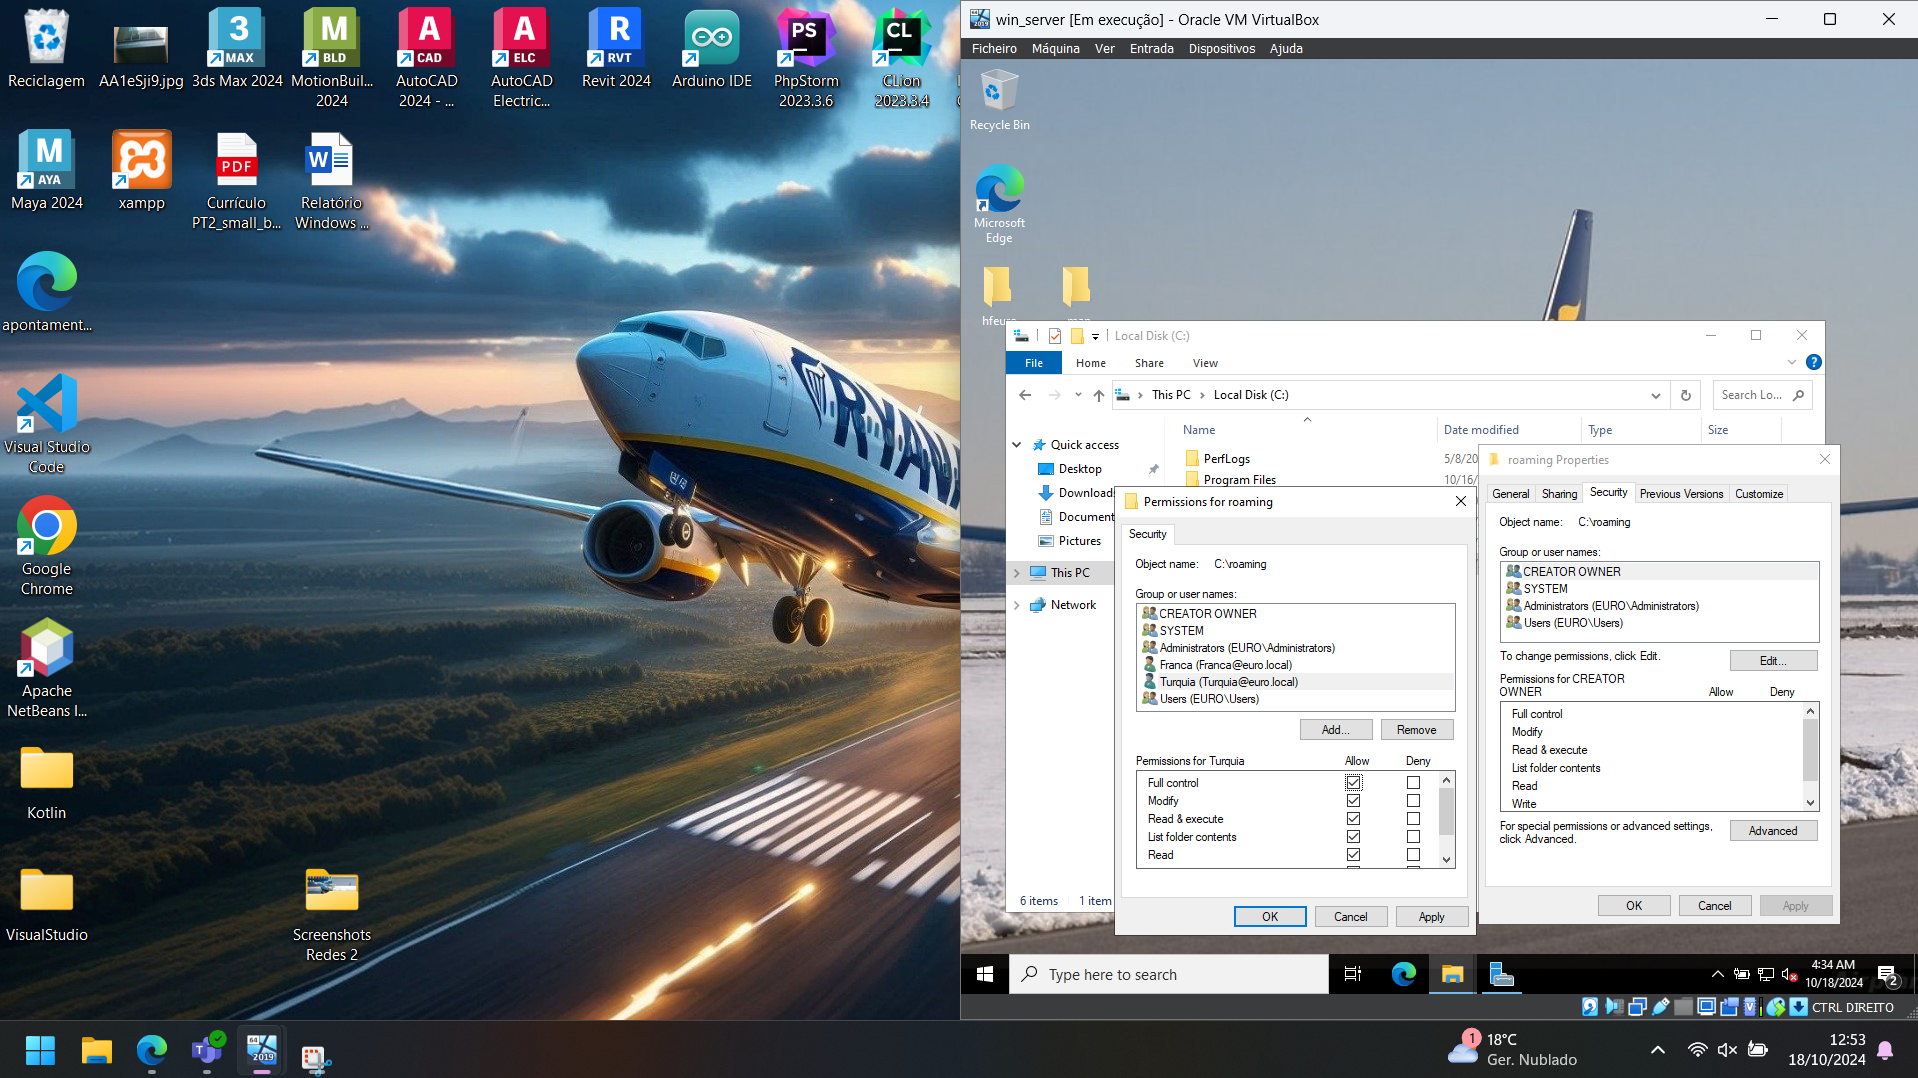 Reciclagem
AA1eSji9.jpg
3ds Max 2024
MotionBuil...
2024
AutoCAD
2024 - ...
AutoCAD
Electric...
Revit 2024
Arduino IDE
PhpStorm
2023.3.6
CLion
2023.3.4
Maya 2024
xampp
Currículo
PT2_small_b...
Relatório
Windows ...
apontament...
Visual Studio
Code
Google
Chrome
Apache
NetBeans I...
Kotlin
VisualStudio
Screenshots
Redes 2
RYAN
win_server [Em execução] - Oracle VM VirtualBox
Ficheiro Máquina Ver Entrada Dispositivos Ajuda
Recycle Bin
Microsoft
Edge
Local Disk (C:)
File Home Share View
This PC > Local Disk (C:)
Search Lo...
Name Date modified Type Size
Quick access
Desktop
Downloads
Document
Pictures
This PC
Network
PerfLogs 5/8/20
Program Files 10/16/
6 items 1 item
Permissions for roaming
Security
Object name: C:\roaming
Group or user names:
CREATOR OWNER
SYSTEM
Administrators (EURO\Administrators)
Franca (Franca@euro.local)
Turquia (Turquia@euro.local)
Users (EURO\Users)
Add... Remove
Permissions for Turquia Allow Deny
Full control
Modify
Read & execute
List folder contents
Read
OK Cancel Apply
roaming Properties
General Sharing Security Previous Versions Customize
Object name: C:\roaming
Group or user names:
CREATOR OWNER
SYSTEM
Administrators (EURO\Administrators)
Users (EURO\Users)
To change permissions, click Edit. Edit...
Permissions for CREATOR
OWNER Allow Deny
Full control
Modify
Read & execute
List folder contents
Read
Write
For special permissions or advanced settings,
click Advanced. Advanced
OK Cancel Apply
Type here to search
4:34 AM
10/18/2024
2
CTRL DIREITO
1
18°C
Ger. Nublado
12:53
18/10/2024